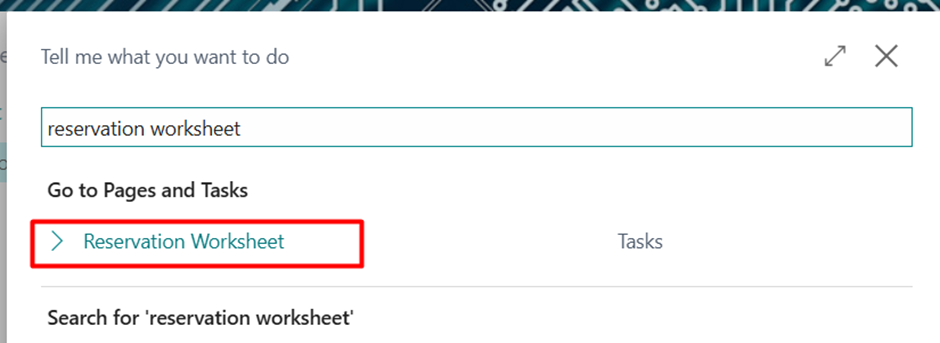 Tell me what you want to do
reservation worksheet
Go to Pages and Tasks
Reservation Worksheet Tasks
Search for 'reservation worksheet'